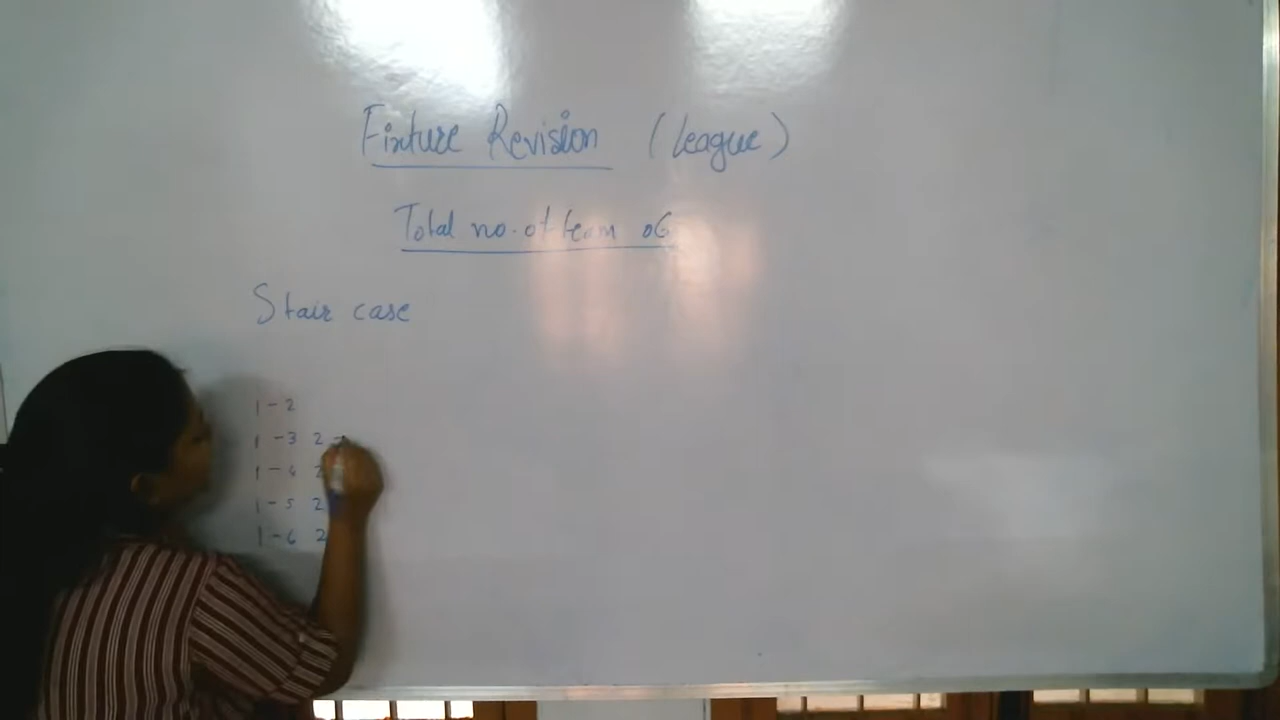 Fixture Revision (League)
Total no. of team 06
Stair case
1-2
1-3 2-
1-4 2
1-5 2
1-6 2